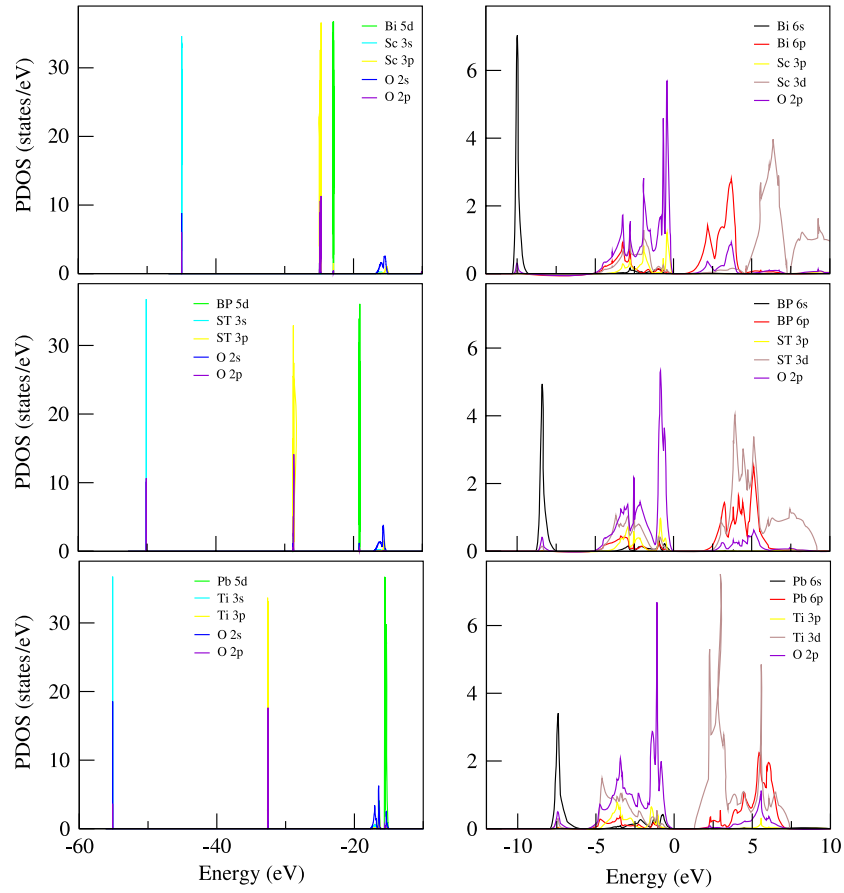 PDOS (states/eV)
30
20
10
0
Bi 5d
Sc 3s
Sc 3p
O 2s
O 2p
6
4
2
0
Bi 6s
Bi 6p
Sc 3p
Sc 3d
O 2p
PDOS (states/eV)
30
20
10
0
BP 5d
ST 3s
ST 3p
O 2s
O 2p
6
4
2
0
BP 6s
BP 6p
ST 3p
ST 3d
O 2p
PDOS (states/eV)
30
20
10
0
Pb 5d
Ti 3s
Ti 3p
O 2s
O 2p
-60
-40
-20
Energy (eV)
6
4
2
0
Pb 6s
Pb 6p
Ti 3p
Ti 3d
O 2p
-10
-5
0
5
10
Energy (eV)